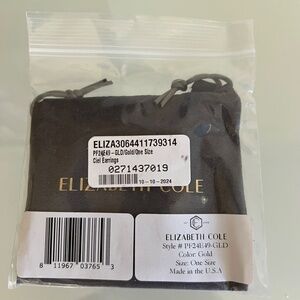 ELIZA3064411739314
PF24E49-GLD/Gold/One Size
Ciel Earrings
0271437019
10-10-2024
ELIZABETH COLE
8 11967 03765 3
ELIZABETH COLE
Style # PF24E49-GLD
Color: Gold
Size: One Size
Made in the U.S.A